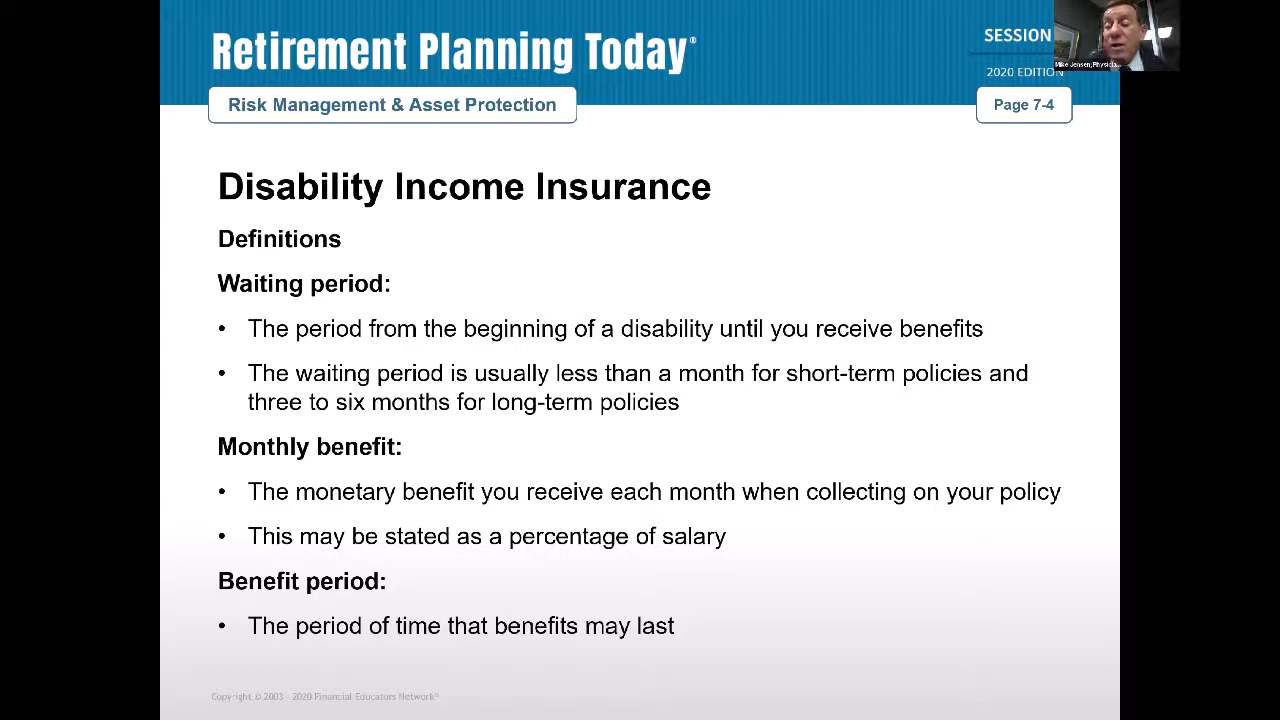 Retirement Planning Today®
SESSION
2020 EDITION
Mike Jensen, Physicia...
Risk Management & Asset Protection
Page 7-4
Disability Income Insurance
Definitions
Waiting period:
• The period from the beginning of a disability until you receive benefits
• The waiting period is usually less than a month for short-term policies and
three to six months for long-term policies
Monthly benefit:
• The monetary benefit you receive each month when collecting on your policy
• This may be stated as a percentage of salary
Benefit period:
• The period of time that benefits may last
Copyright © 2003 - 2020 Financial Educators Network®